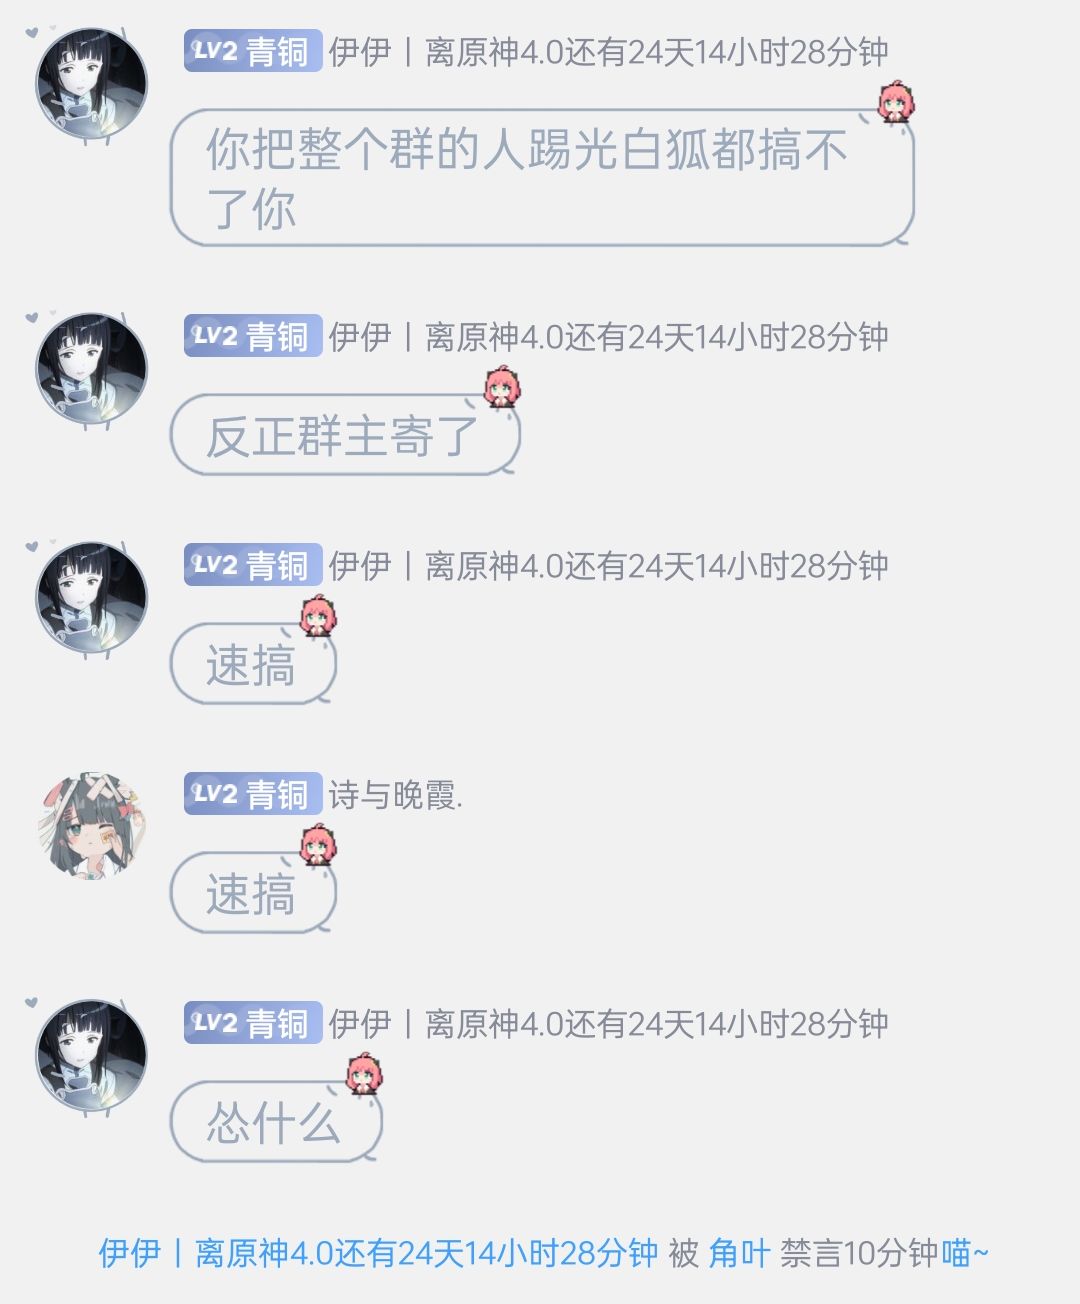 LV2 青铜 伊伊丨离原神4.0还有24天14小时28分钟
你把整个群的人踢光白狐都搞不
了你
LV2 青铜 伊伊丨离原神4.0还有24天14小时28分钟
反正群主寄了
LV2 青铜 伊伊丨离原神4.0还有24天14小时28分钟
速搞
LV2 青铜 诗与晚霞.
速搞
LV2 青铜 伊伊丨离原神4.0还有24天14小时28分钟
怂什么
伊伊丨离原神4.0还有24天14小时28分钟 被 角叶 禁言10分钟喵~